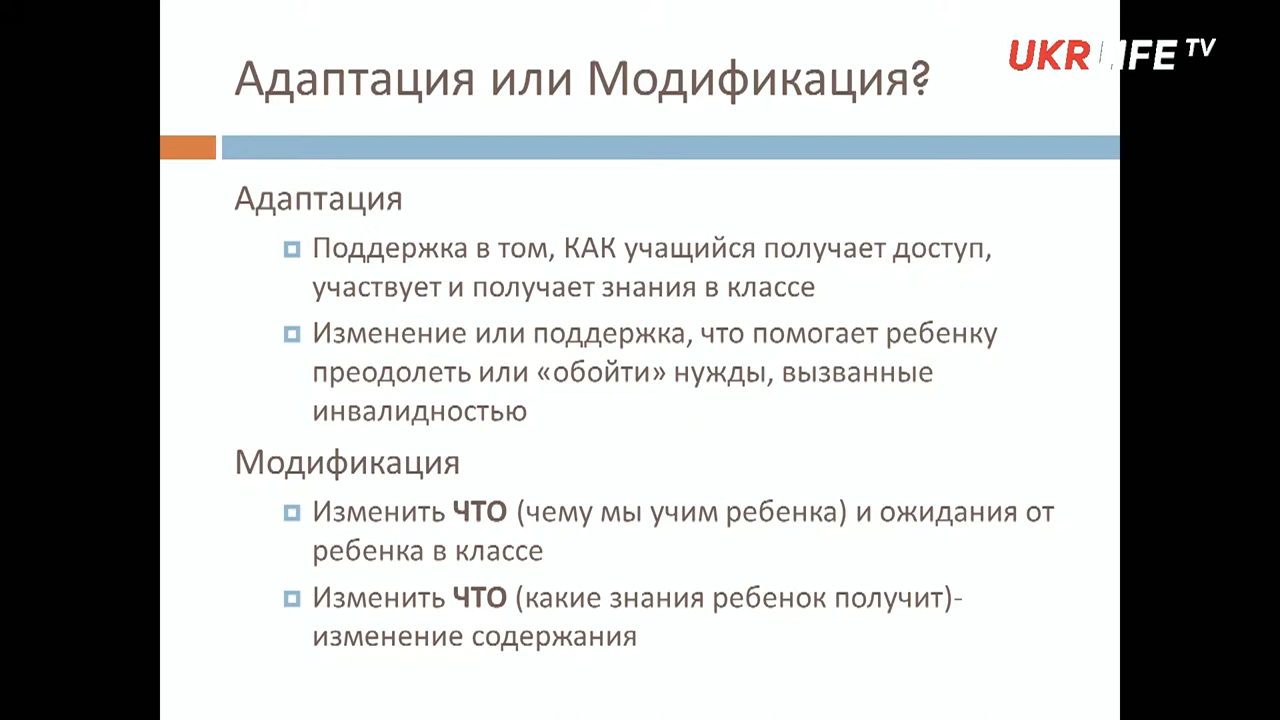 UKRLIFE TV
Адаптация или Модификация?
Адаптация
Поддержка в том, КАК учащийся получает доступ,
участвует и получает знания в классе
Изменение или поддержка, что помогает ребенку
преодолеть или «обойти» нужды, вызванные
инвалидностью
Модификация
Изменить ЧТО (чему мы учим ребенка) и ожидания от
ребенка в классе
Изменить ЧТО (какие знания ребенок получит)-
изменение содержания